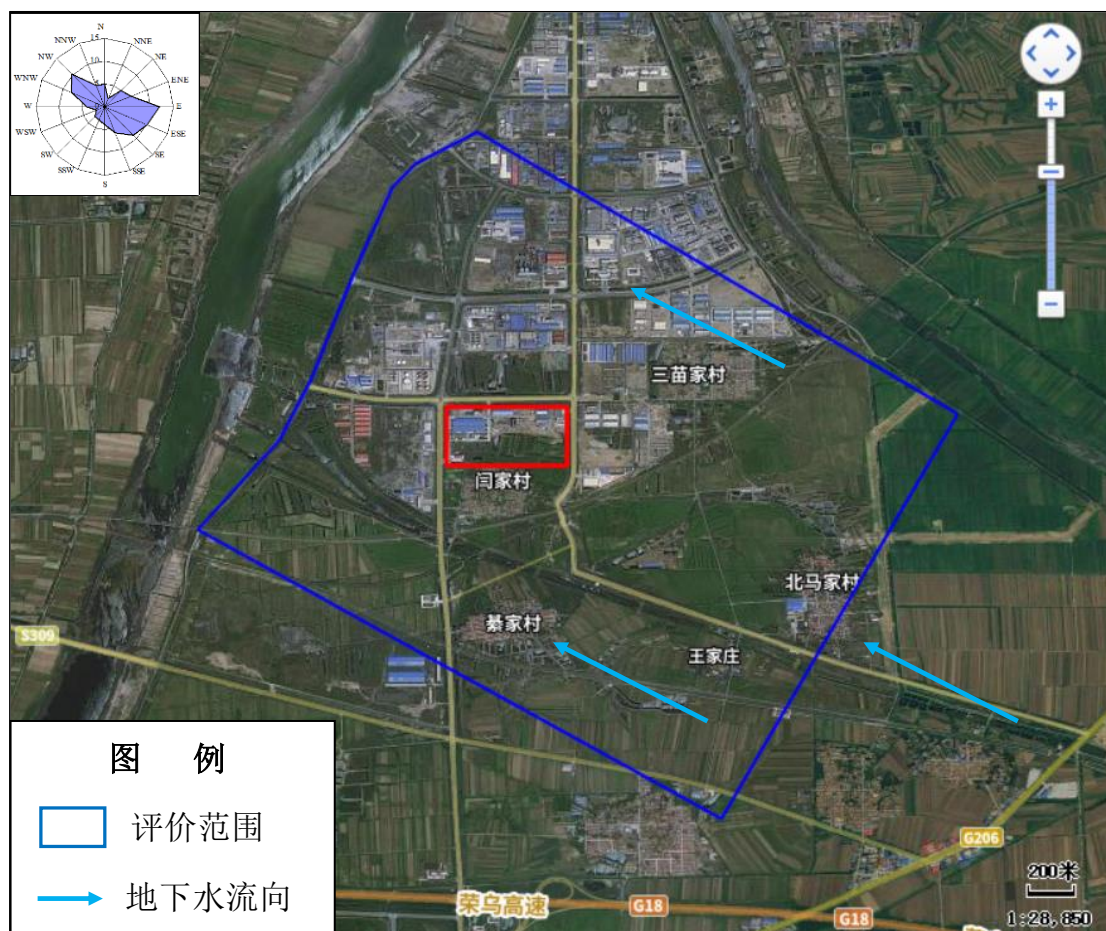 N
NNE
NE
ENE
E
ESE
SE
SSE
S
SSW
SW
WSW
W
WNW
NW
NNW
15
10
三苗家村
闫家村
北马家村
綦家村
王家庄
S309
G206
荣乌高速
G18
G18
200米
1:28,850
图 例
评价范围
地下水流向